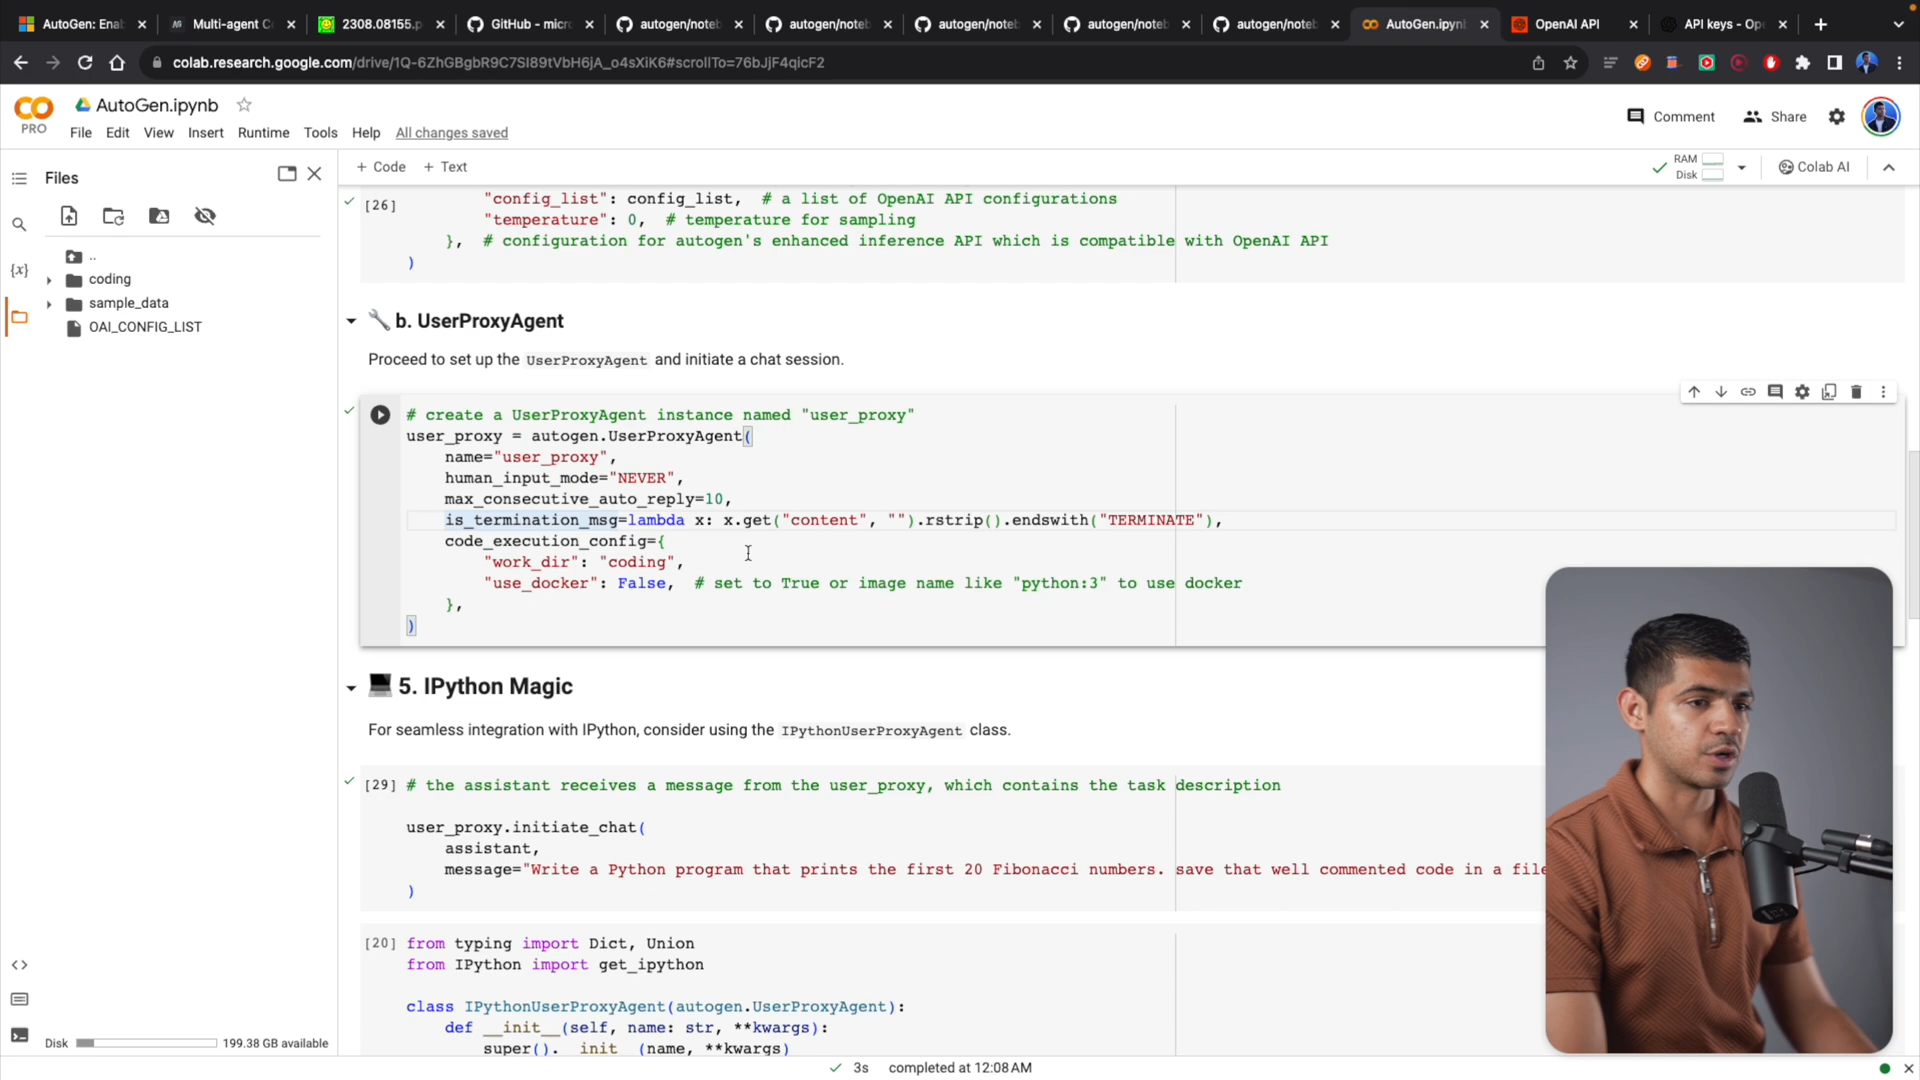 AutoGen: Enab
Multi-agent C
2308.08155.p
GitHub - micr
autogen/noteb
autogen/noteb
autogen/noteb
autogen/noteb
autogen/noteb
AutoGen.ipynb
OpenAI API
API keys - Ope
colab.research.google.com/drive/1Q-6ZhGBgbR9C7SI89tVbH6jA_o4sXiK6#scrollTo=76bJjF4qicF2
CO
PRO
AutoGen.ipynb
File Edit View Insert Runtime Tools Help All changes saved
Comment
Share
Files
+ Code + Text
RAM
Disk
Colab AI
..
coding
sample_data
OAI_CONFIG_LIST
[26]
"config_list": config_list, # a list of OpenAI API configurations
"temperature": 0, # temperature for sampling
}, # configuration for autogen's enhanced inference API which is compatible with OpenAI API
)
b. UserProxyAgent
Proceed to set up the UserProxyAgent and initiate a chat session.
# create a UserProxyAgent instance named "user_proxy"
user_proxy = autogen.UserProxyAgent(
name="user_proxy",
human_input_mode="NEVER",
max_consecutive_auto_reply=10,
is_termination_msg=lambda x: x.get("content", "").rstrip().endswith("TERMINATE"),
code_execution_config={
"work_dir": "coding",
"use_docker": False, # set to True or image name like "python:3" to use docker
},
)
5. IPython Magic
For seamless integration with IPython, consider using the IPythonUserProxyAgent class.
[29] # the assistant receives a message from the user_proxy, which contains the task description
user_proxy.initiate_chat(
assistant,
message="Write a Python program that prints the first 20 Fibonacci numbers. save that well commented code in a file
)
[20] from typing import Dict, Union
from IPython import get_ipython
class IPythonUserProxyAgent(autogen.UserProxyAgent):
def __init__(self, name: str, **kwargs):
super().__init__(name, **kwargs)
Disk
199.38 GB available
3s completed at 12:08 AM